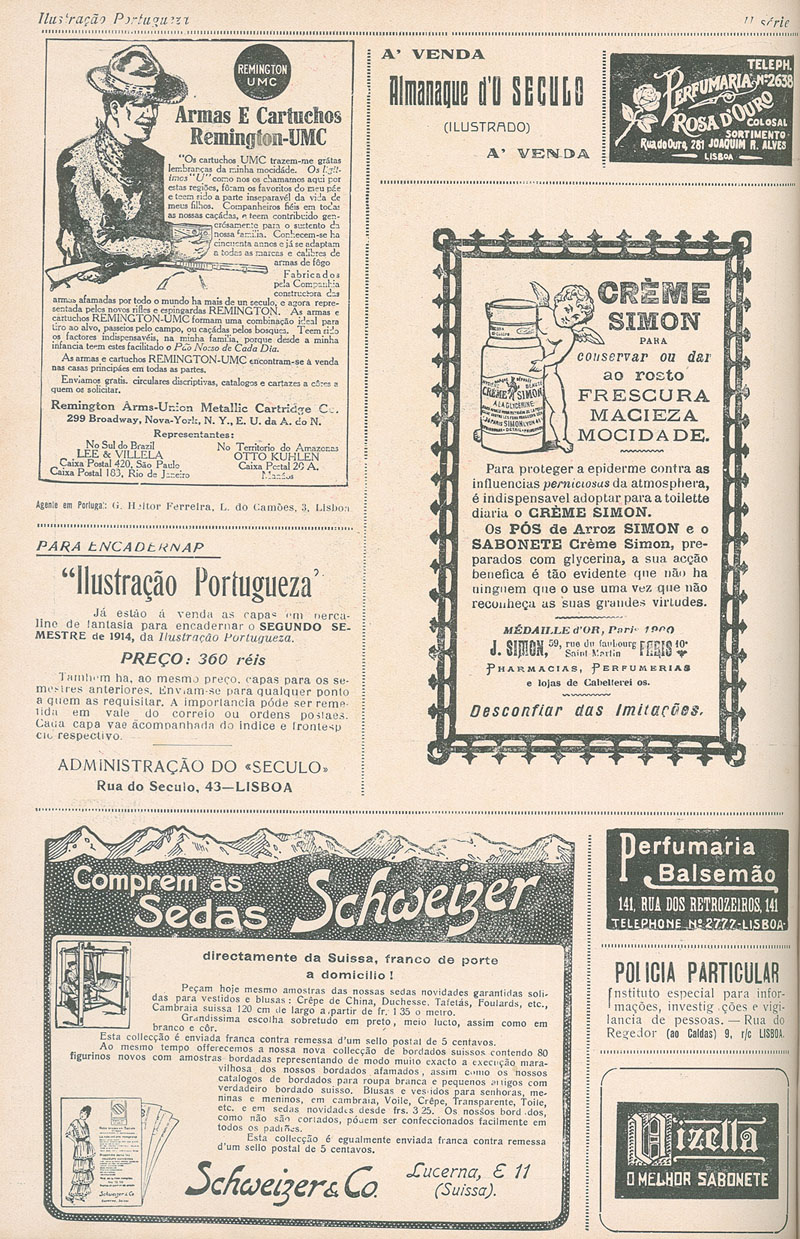 Ilustração Portugueza
II série
REMINGTON
UMC
Armas E Cartuchos
Remington-UMC
"Os cartuchos UMC trazem-me grátas
lembranças da minha mocidade. Os legít-
imos "U" como nos os chamamos aqui por
estas regiões, fôram os favoritos do meu páe
e teem sido a parte inseparavél da vida de
meus filhos. Companheiros fiéis em todas
as nossas caçádas, e teem contribuido gen-
erósamente para o sustento da
nossa familia. Conhecem-se ha
cincuenta annos e já se adaptam
a todas as marcas e calibres de
armas de fôgo
Fabricados
pela Companhia
constructora das
armas afamadas por todo o mundo ha mais de um seculo, e agora repre-
sentada pelos novos rifles e espingardas REMINGTON. As armas e
cartuchos REMINGTON-UMC formam uma combinação ideal para
tiro ao alvo, passeios pelo campo, ou caçádas pelos bosques. Teem sido
os factores indispensavéis, na minha familia, porque desde a minha
infancia teem estes facilitado o Pão Nosso de Cada Dia.
As armas e cartuchos REMINGTON-UMC encontram-se à venda
nas casas principáes em todas as partes.
Enviamos gratis. circulares discriptivas, catalogos e cartazes a côres a
quem os solicitar.
Remington Arms-Union Metallic Cartridge Co.
299 Broadway, Nova-York, N. Y., E. U. da A. do N.
Representantes:
No Sul do Brazil
LEE & VILLELA
Caixa Postal 420, São Paulo
Caixa Postal 183, Rio de Janeiro
No Territorio do Amazonas
OTTO KUHLEN
Caixa Postal 20 A.
Manáos
Agente em Portugal: G. Heitor Ferreira, L. do Camões, 3, Lisboa
PARA ENCADERNAR
"Ilustração Portugueza"
Já estão á venda as capas em perca-
line de fantasia para encadernar o SEGUNDO SE-
MESTRE de 1914, da Ilustração Portugueza.
PREÇO: 360 réis
Tambem ha, ao mesmo preço, capas para os se-
mestres anteriores. Enviam-se para qualquer ponto
a quem as requisitar. A importancia póde ser reme-
tida em vale do correio ou ordens postaes.
Cada capa vae acompanhada do indice e frontesp
cio respectivo.
ADMINISTRAÇÃO DO «SECULO»
Rua do Seculo, 43—LISBOA
A' VENDA
Almanaque d'O SECULO
(ILUSTRADO)
A' VENDA
TELEPH.
Nº 2638
PERFUMARIA
ROSA D'OURO
COLOSAL
SORTIMENTO
Rua do Ouro, 281 JOAQUIM R. ALVES
LISBOA
CRÈME
SIMON
PARA
conservar ou dar
ao rosto
FRESCURA
MACIEZA
MOCIDADE.
CRÈME SIMON
A LA GLYCÉRINE
Para proteger a epiderme contra as
influencias perniciosas da atmosphera,
é indispensavel adoptar para a toilette
diaria o CRÈME SIMON.
Os PÓS de Arroz SIMON e o
SABONETE Crème Simon, pre-
parados com glycerina, a sua acção
benefica é tão evidente que não ha
ninguem que o use uma vez que não
reconheça as suas grandes virtudes.
MÉDAILLE d'OR, Paris 1900
J. SIMON, 59, rue du faubourg Saint Martin PARIS 10ᵉ
PHARMACIAS, PERFUMERIAS
e lojas de Cabellereiros.
Desconfiar das Imitações.
Comprem as
Sedas Schweizer
directamente da Suissa, franco de porte
a domicilio!
Peçam hoje mesmo amostras das nossas sedas novidades garantidas soli-
das para vestidos e blusas: Crêpe de China, Duchesse, Tafetás, Foulards, etc.,
Cambraia suissa 120 cm de largo a partir de fr. 1 35 o metro.
Grandissima escolha sobretudo em preto, meio lucto, assim como em
branco e côr.
Esta collecção é enviada franca contra remessa d'um sello postal de 5 centavos.
Ao mesmo tempo offerecemos a nossa nova collecção de bordados suissos contendo 80
figurinos novos com amostras bordadas representando de modo muito exacto a execução mara-
vilhosa dos nossos bordados afamados, assim como os nossos
catalogos de bordados para roupa branca e pequenos artigos com
verdadeiro bordado suisso. Blusas e vestidos para senhoras, me-
ninas e meninos, em cambraia, Voile, Crêpe, Transparente, Toile,
etc. e em sedas novidades desde frs. 3 25. Os nossos bordados,
como não são cortados, podem ser confeccionados facilmente em
todos os padrões.
Esta collecção é egualmente enviada franca contra remessa
d'um sello postal de 5 centavos.
Schweizer & Co.
Lucerna, E 11
(Suissa).
Perfumaria
Balsemão
141, RUA DOS RETROZEIROS, 141
TELEPHONE Nº 2777-LISBOA
POLICIA PARTICULAR
Instituto especial para infor-
mações, investigações e vigi-
lancia de pessoas. — Rua do
Regedor (ao Caldas) 9, r/c LISBOA.
Vizella
O MELHOR SABONETE